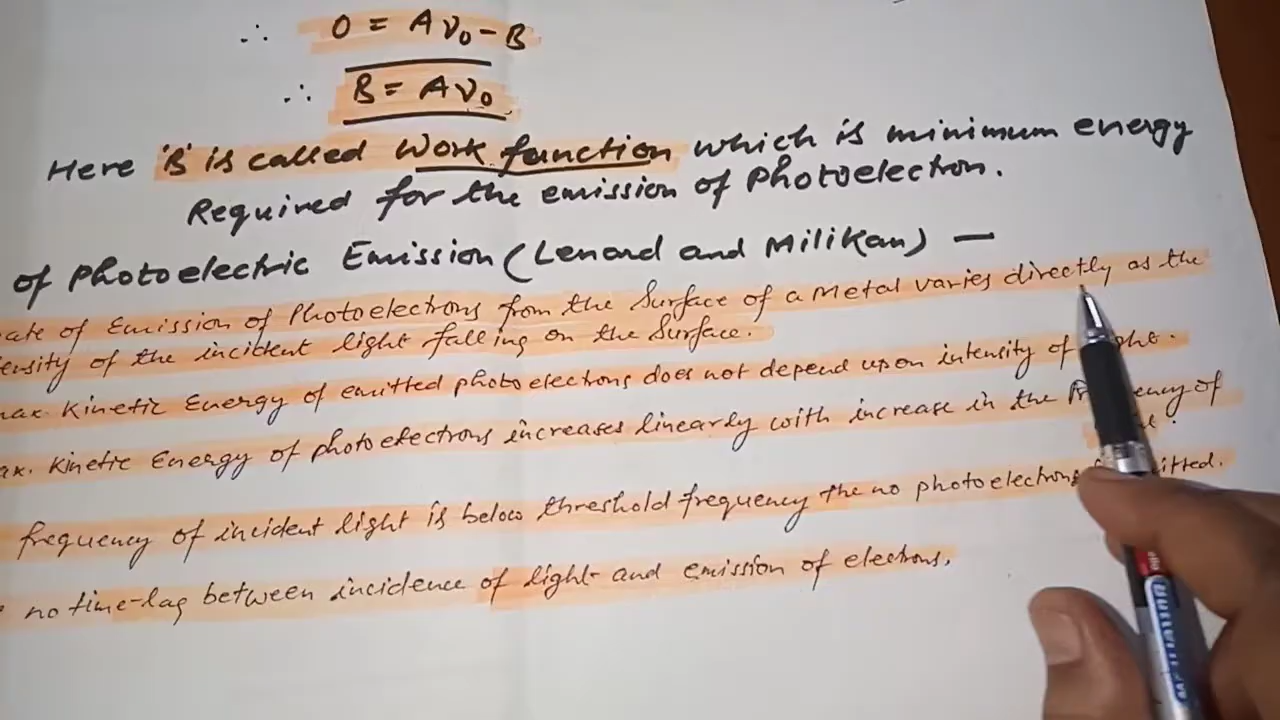 ∴ 0 = Aν₀ - B
∴ B = Aν₀
Here 'B' is called Work function which is minimum energy
Required for the emission of Photoelectron.
of Photoelectric Emission (Lenard and Milikan) —
ate of Emission of Photoelectrons from the Surface of a Metal varies directly as the
ensity of the incident light falling on the Surface.
max. Kinetic Energy of emitted photoelectrons does not depend upon intensity of
ax. Kinetic Energy of photoelectrons increases linearly with increase in the of
frequency of incident light is below threshold frequency the no photoelectrons
no time-lag between incidence of light and emission of electrons.